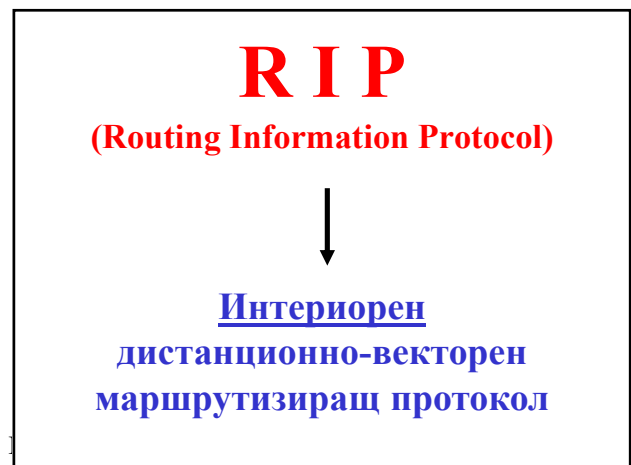 R I P
(Routing Information Protocol)
Интериорен
дистанционно-векторен
маршрутизиращ протокол